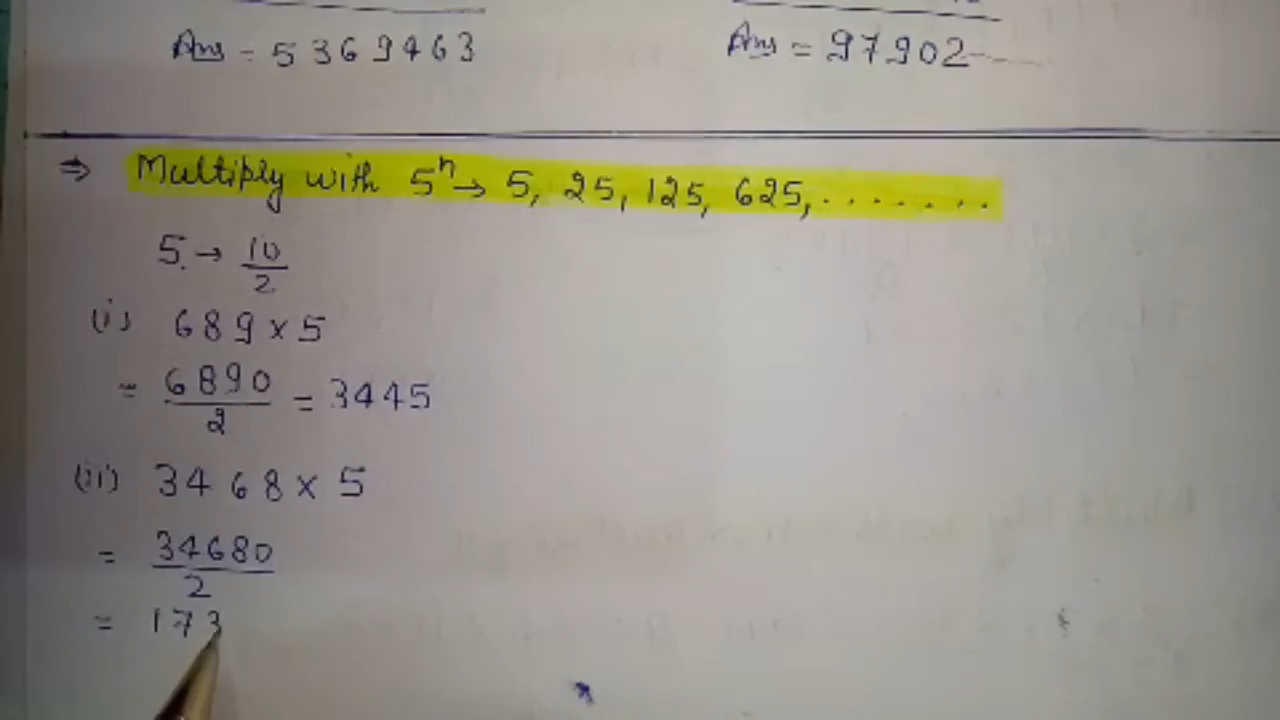 Ans - 5369463
Ans = 97902
⇒ Multiply with 5ⁿ → 5, 25, 125, 625, .......
5 → 10/2
(i) 689 × 5
= 6890/2 = 3445
(ii) 3468 × 5
= 34680/2
= 173